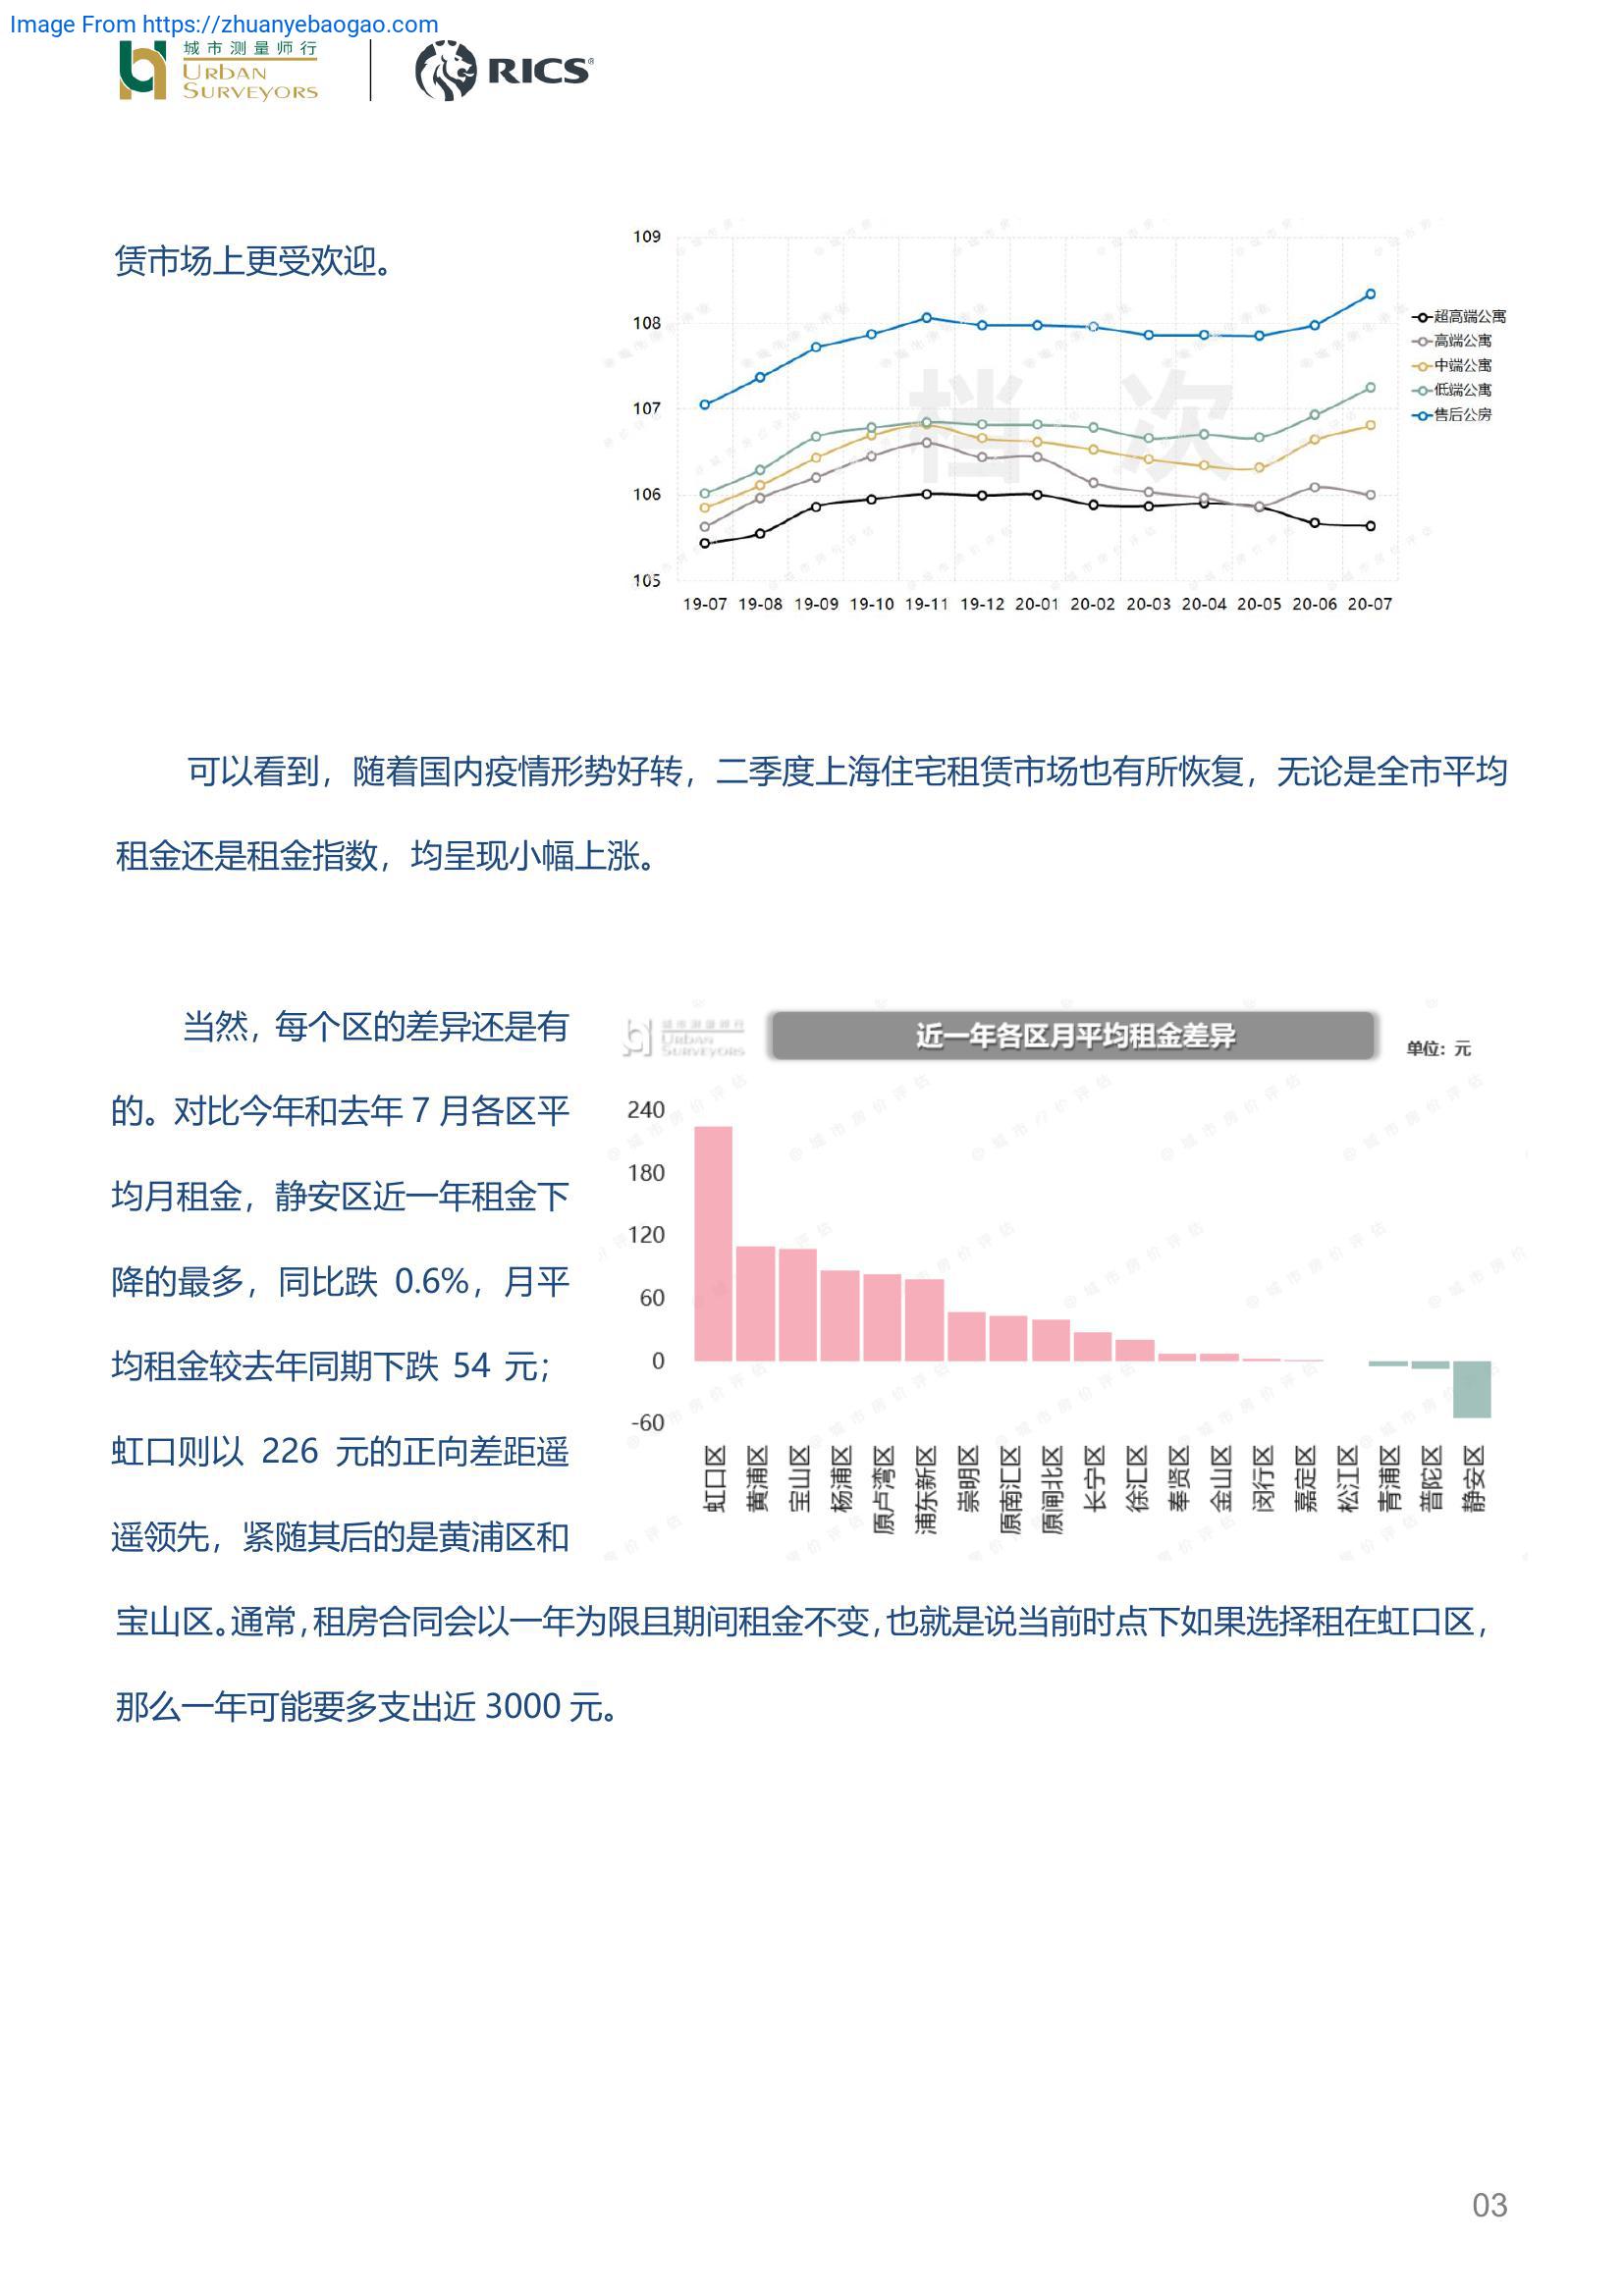 Image From https://zhuanyebaogao.com
城市测量师行
URBAN
SURVEYORS
RICS®
赁市场上更受欢迎。
109
108
107
106
105
档 次
19-07 19-08 19-09 19-10 19-11 19-12 20-01 20-02 20-03 20-04 20-05 20-06 20-07
超高端公寓
高端公寓
中端公寓
低端公寓
售后公房
可以看到，随着国内疫情形势好转，二季度上海住宅租赁市场也有所恢复，无论是全市平均
租金还是租金指数，均呈现小幅上涨。
当然，每个区的差异还是有
的。对比今年和去年 7 月各区平
均月租金，静安区近一年租金下
降的最多，同比跌 0.6%，月平
均租金较去年同期下跌 54 元；
虹口则以 226 元的正向差距遥
遥领先，紧随其后的是黄浦区和
城市测量师行
URBAN
SURVEYORS
近一年各区月平均租金差异
单位：元
240
180
120
60
0
-60
虹口区
黄浦区
宝山区
杨浦区
原卢湾区
浦东新区
崇明区
原南汇区
原闸北区
长宁区
徐汇区
奉贤区
金山区
闵行区
嘉定区
松江区
青浦区
普陀区
静安区
@城市房价评估
宝山区。通常，租房合同会以一年为限且期间租金不变，也就是说当前时点下如果选择租在虹口区，
那么一年可能要多支出近 3000 元。
03